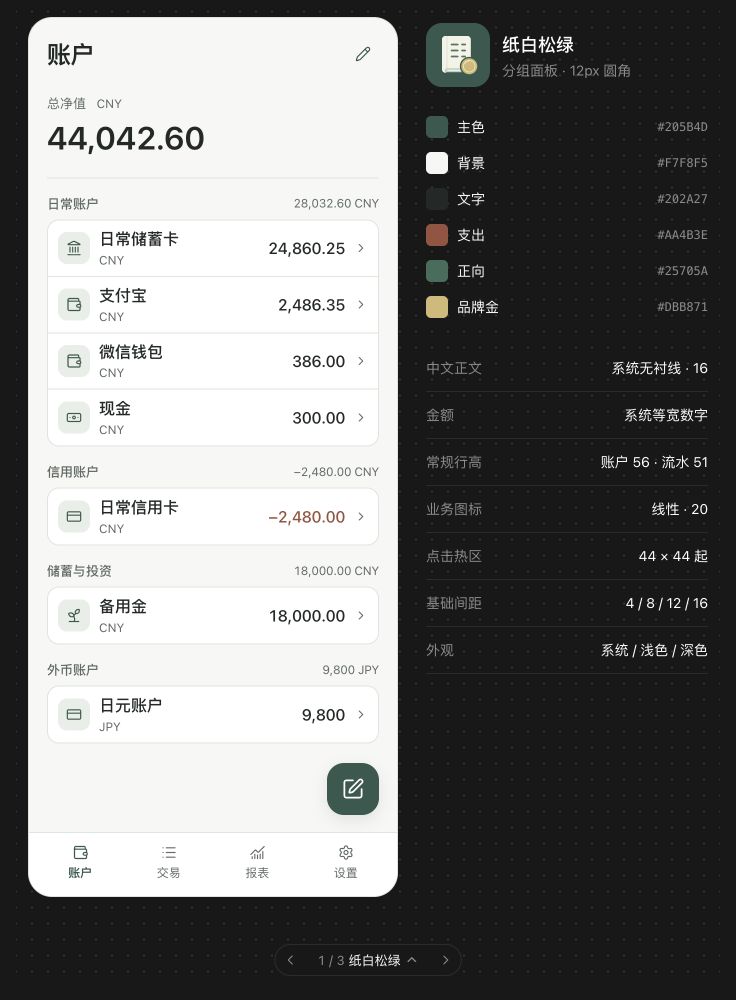 账户
总净值 CNY
44,042.60
日常账户 28,032.60 CNY
日常储蓄卡
CNY
24,860.25
支付宝
CNY
2,486.35
微信钱包
CNY
386.00
现金
CNY
300.00
信用账户 −2,480.00 CNY
日常信用卡
CNY
−2,480.00
储蓄与投资 18,000.00 CNY
备用金
CNY
18,000.00
外币账户 9,800 JPY
日元账户
JPY
9,800
账户 交易 报表 设置
纸白松绿
分组面板 · 12px 圆角
主色 #205B4D
背景 #F7F8F5
文字 #202A27
支出 #AA4B3E
正向 #25705A
品牌金 #DBB871
中文正文 系统无衬线 · 16
金额 系统等宽数字
常规行高 账户 56 · 流水 51
业务图标 线性 · 20
点击热区 44 × 44 起
基础间距 4 / 8 / 12 / 16
外观 系统 / 浅色 / 深色
1 / 3 纸白松绿